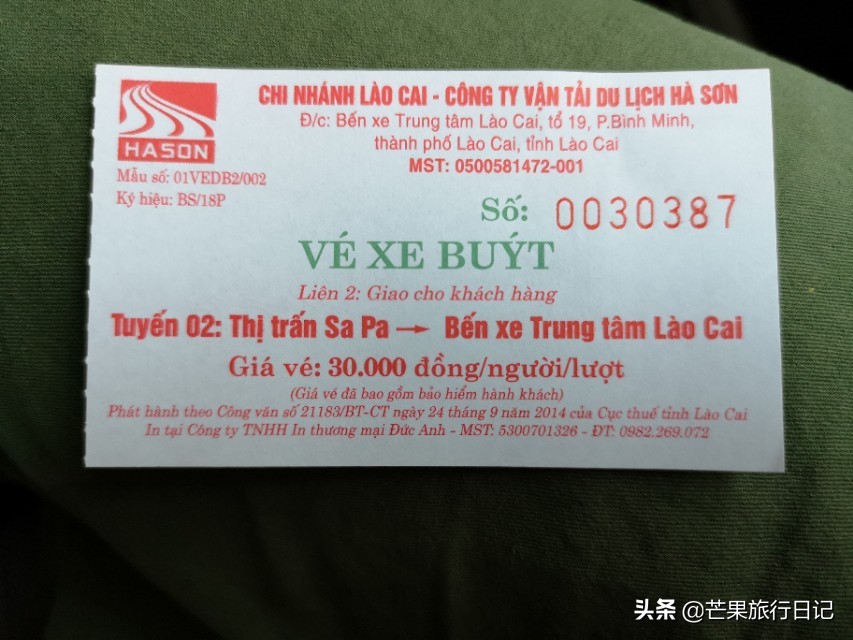 CHI NHÁNH LÀO CAI - CÔNG TY VẬN TẢI DU LỊCH HÀ SƠN
Đ/c: Bến xe Trung tâm Lào Cai, tổ 19, P.Bình Minh,
thành phố Lào Cai, tỉnh Lào Cai
MST: 0500581472-001
HASON
Mẫu số: 01VEDB2/002
Ký hiệu: BS/18P
Số: 0030387
VÉ XE BUÝT
Liên 2: Giao cho khách hàng
Tuyến 02: Thị trấn Sa Pa → Bến xe Trung tâm Lào Cai
Giá vé: 30.000 đồng/người/lượt
(Giá vé đã bao gồm bảo hiểm hành khách)
Phát hành theo Công văn số 21183/BT-CT ngày 24 tháng 9 năm 2014 của Cục thuế tỉnh Lào Cai
In tại Công ty TNHH In thương mại Đức Anh - MST: 5300701326 - ĐT: 0982.269.072
头条 @芒果旅行日记